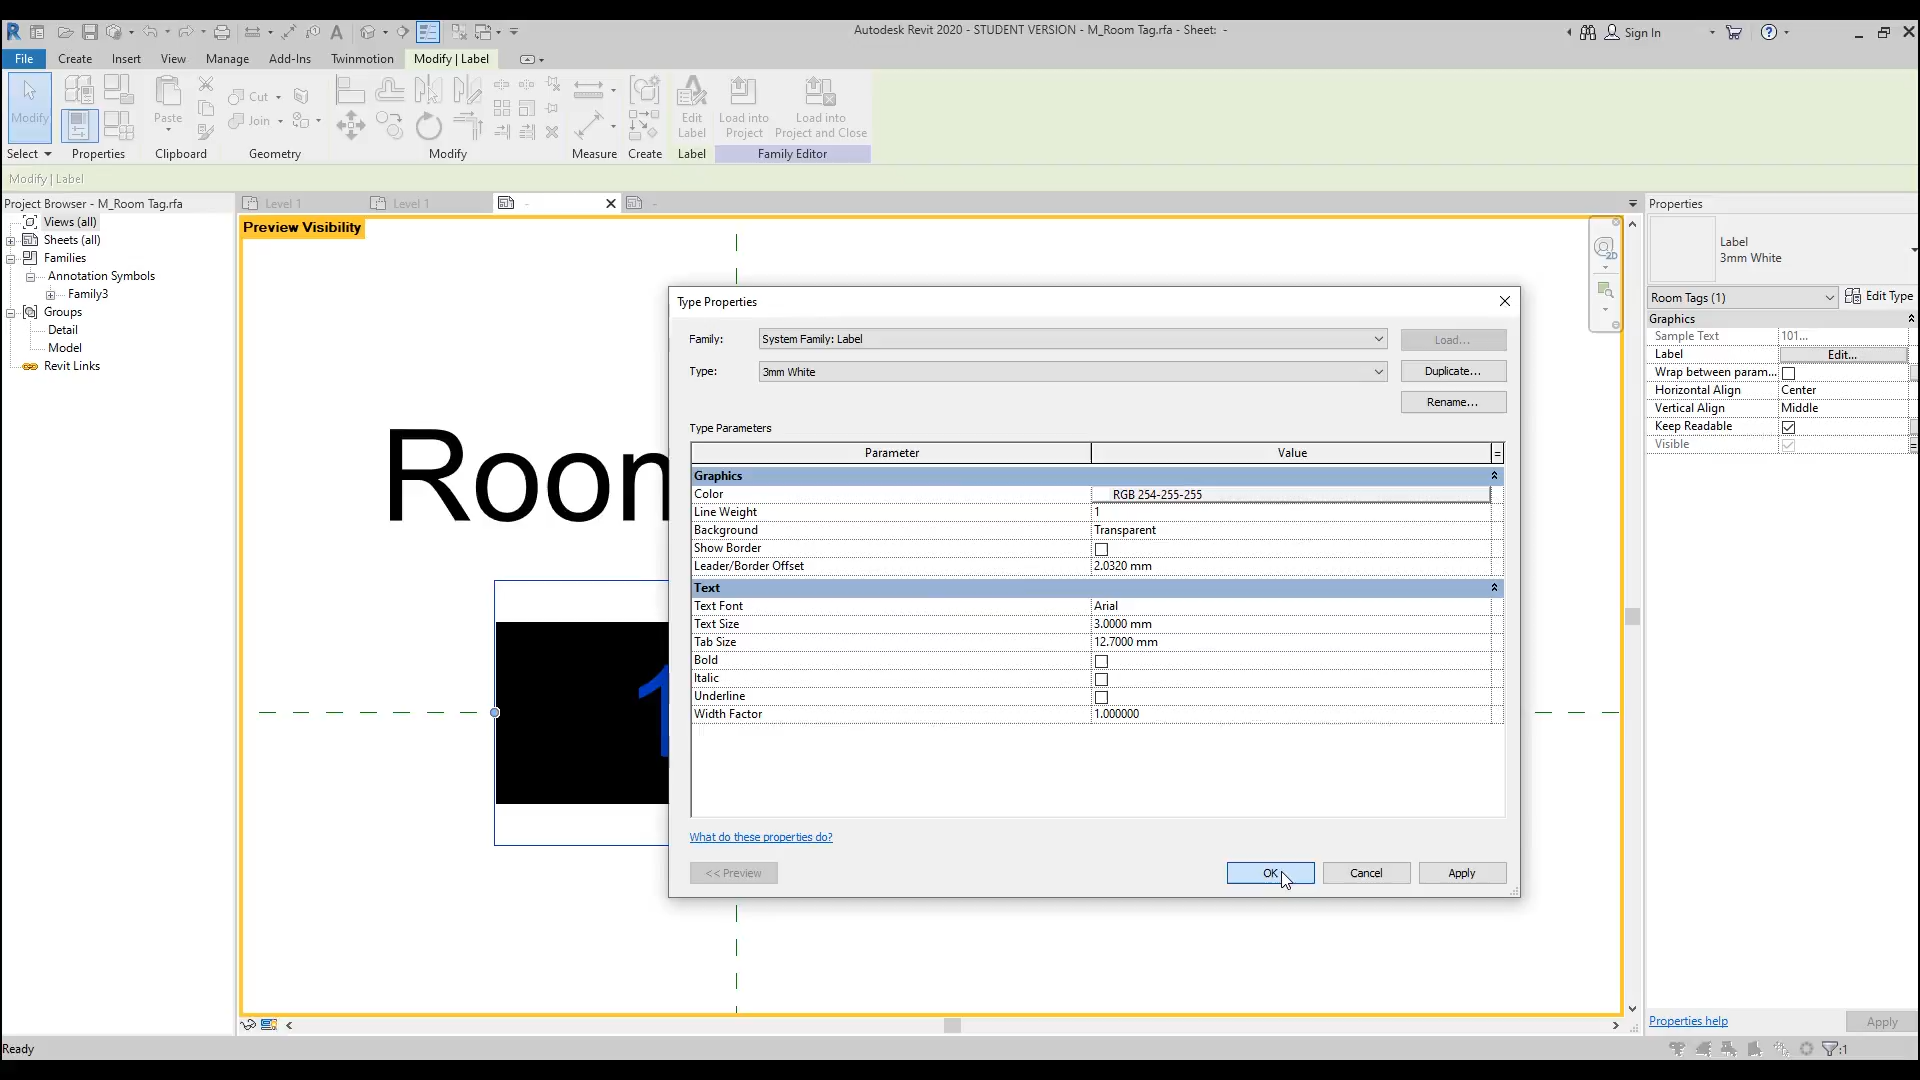 Autodesk Revit 2020 - STUDENT VERSION - M_Room Tag.rfa - Sheet: -
Sign In
File Create Insert View Manage Add-Ins Twinmotion Modify | Label
Modify
Paste
Cut
Join
Edit Label
Load into Project
Load into Project and Close
Select Properties Clipboard Geometry Modify Measure Create Label Family Editor
Modify | Label
Project Browser - M_Room Tag.rfa
Views (all)
Sheets (all)
Families
Annotation Symbols
Family3
Groups
Detail
Model
Revit Links
Level 1
Level 1
-
-
Preview Visibility
Room
1
2D
Type Properties
Family: System Family: Label Load...
Type: 3mm White Duplicate...
Rename...
Type Parameters
Parameter Value =
Graphics
Color RGB 254-255-255
Line Weight 1
Background Transparent
Show Border
Leader/Border Offset 2.0320 mm
Text
Text Font Arial
Text Size 3.0000 mm
Tab Size 12.7000 mm
Bold
Italic
Underline
Width Factor 1.000000
What do these properties do?
<< Preview OK Cancel Apply
Properties
Label
3mm White
Room Tags (1) Edit Type
Graphics
Sample Text 101...
Label Edit...
Wrap between param...
Horizontal Align Center
Vertical Align Middle
Keep Readable
Visible
Properties help Apply
Ready
:1